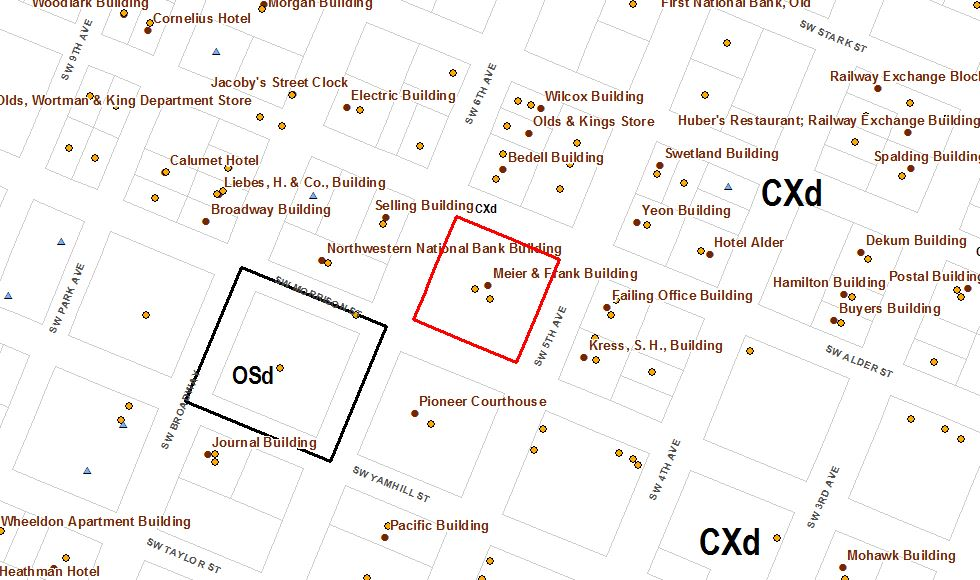 Woodlark Building
Morgan Building
First National Bank, Old
Cornelius Hotel
SW 9TH AVE
SW STARK ST
Jacoby's Street Clock
SW 6TH AVE
Railway Exchange Bloc
Olds, Wortman & King Department Store
Electric Building
Wilcox Building
Olds & Kings Store
Huber's Restaurant; Railway Exchange Building
Calumet Hotel
Bedell Building
Swetland Building
Spalding Building
Liebes, H. & Co., Building
CXd
Broadway Building
Selling Building
CXd
Yeon Building
Northwestern National Bank Building
Hotel Alder
Dekum Building
Meier & Frank Building
Hamilton Building
Postal Building
SW MORRISON ST
SW PARK AVE
Failing Office Building
Buyers Building
SW 5TH AVE
Kress, S. H., Building
SW ALDER ST
OSd
SW BROADWAY
Pioneer Courthouse
Journal Building
SW YAMHILL ST
SW 4TH AVE
SW 3RD AVE
Wheeldon Apartment Building
Pacific Building
CXd
SW TAYLOR ST
Mohawk Building
Heathman Hotel